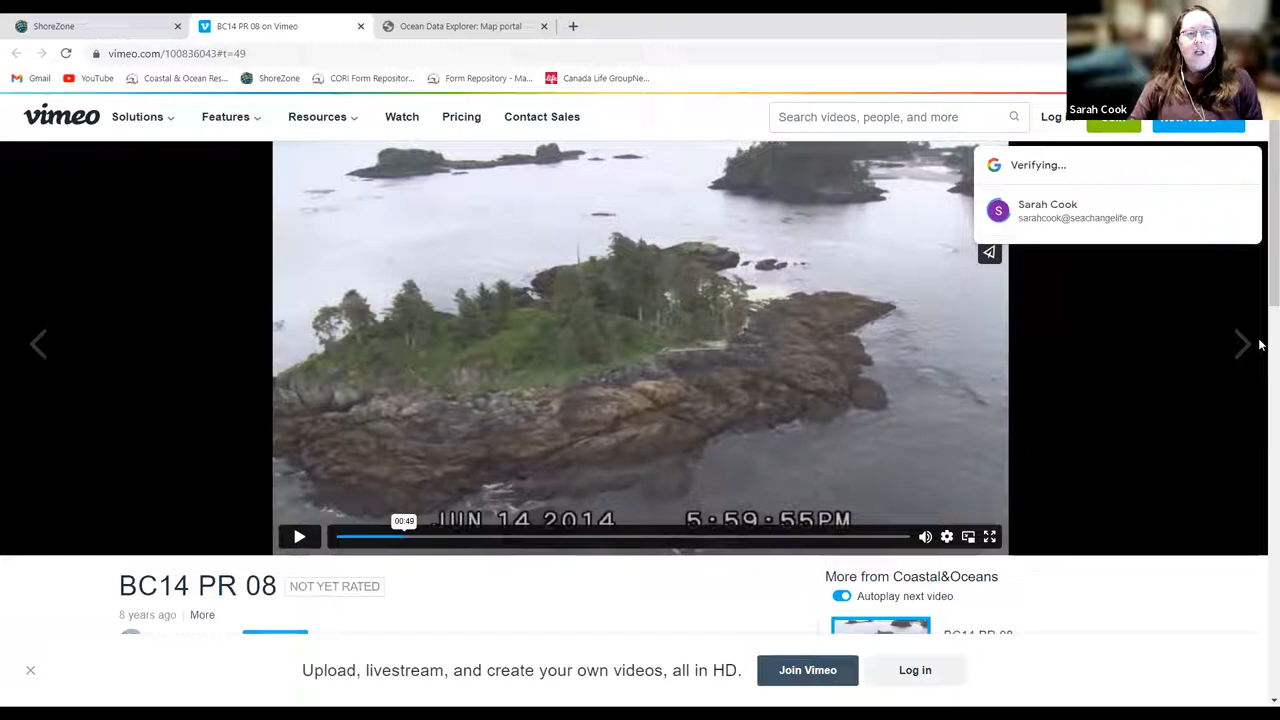 ShoreZone
BC14 PR 08 on Vimeo
Ocean Data Explorer: Map portal
vimeo.com/100836043#t=49
Gmail
YouTube
Coastal & Ocean Res...
ShoreZone
CORI Form Repositor...
Form Repository - Ma...
Canada Life GroupNe...
Sarah Cook
vimeo
Solutions
Features
Resources
Watch
Pricing
Contact Sales
Search videos, people, and more
Verifying...
S
Sarah Cook
sarahcook@seachangelife.org
00:49
JUN 14 2014 5:59:55PM
BC14 PR 08
NOT YET RATED
8 years ago
More
More from Coastal&Oceans
Autoplay next video
BC14 PR 08
Upload, livestream, and create your own videos, all in HD.
Join Vimeo
Log in